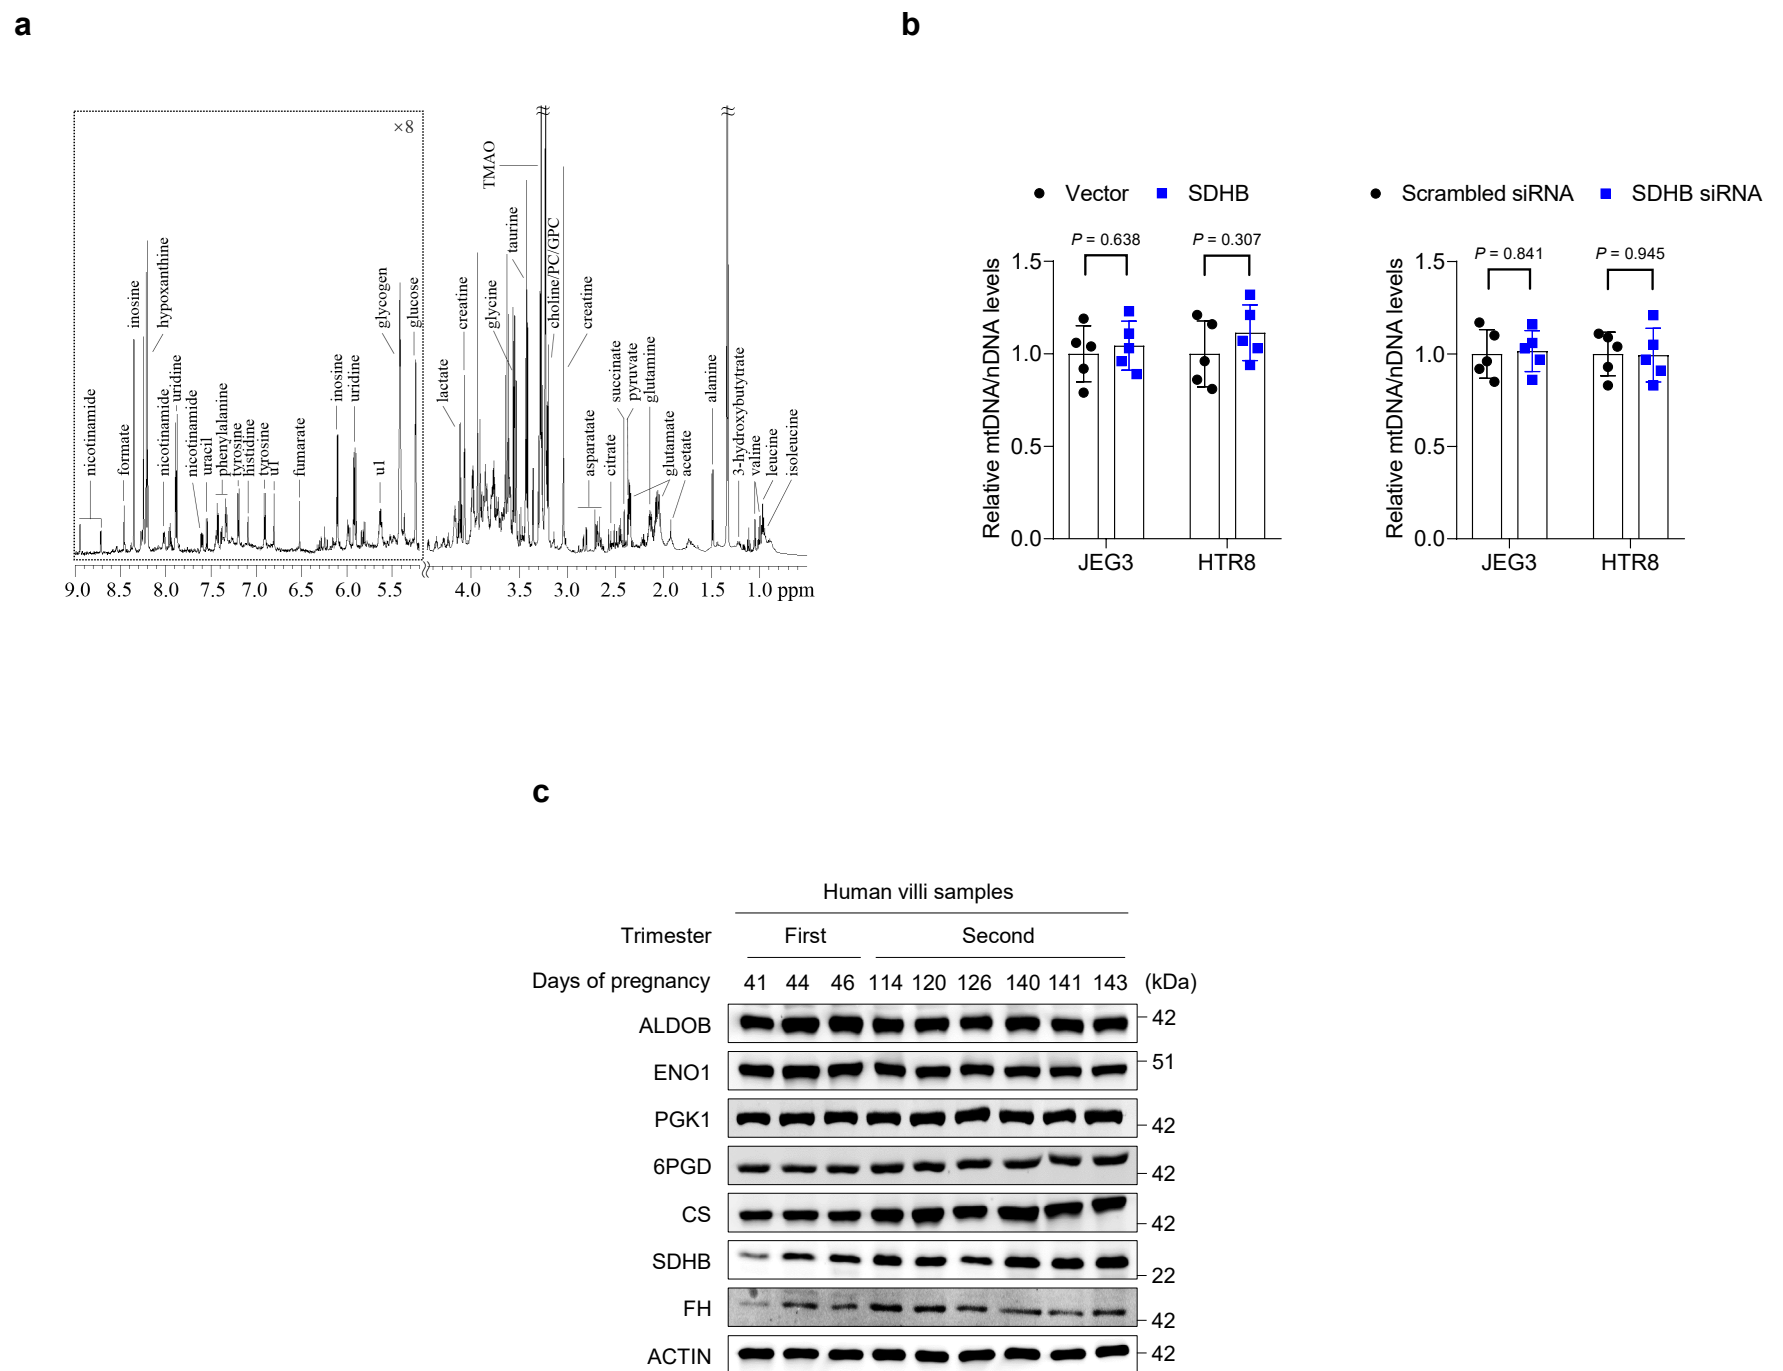 a
×8
TMAO
nicotinamide
formate
inosine
hypoxanthine
nicotinamide
uridine
nicotinamide
uracil
phenylalanine
tyrosine
histidine
tyrosine
u1
fumarate
inosine
uridine
u1
glycogen
glucose
lactate
creatine
glycine
taurine
choline/PC/GPC
creatine
asparatate
citrate
succinate
pyruvate
glutamine
glutamate
acetate
alanine
3-hydroxybutytrate
valine
leucine
isoleucine
9.0 8.5 8.0 7.5 7.0 6.5 6.0 5.5 4.0 3.5 3.0 2.5 2.0 1.5 1.0 ppm
b
Vector SDHB
P = 0.638 P = 0.307
Relative mtDNA/nDNA levels
1.5
1.0
0.5
0.0
JEG3 HTR8
Scrambled siRNA SDHB siRNA
P = 0.841 P = 0.945
Relative mtDNA/nDNA levels
1.5
1.0
0.5
0.0
JEG3 HTR8
c
Human villi samples
Trimester First Second
Days of pregnancy 41 44 46 114 120 126 140 141 143 (kDa)
ALDOB 42
ENO1 51
PGK1 42
6PGD 42
CS 42
SDHB 22
FH 42
ACTIN 42